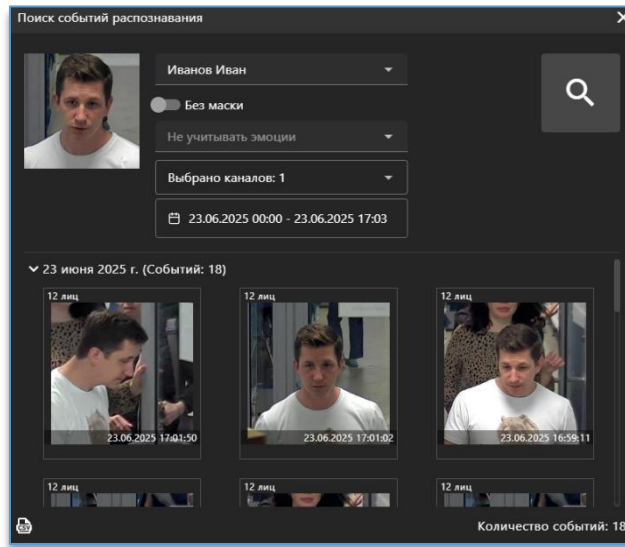 Поиск событий распознавания
Иванов Иван
Без маски
Не учитывать эмоции
Выбрано каналов: 1
23.06.2025 00:00 - 23.06.2025 17:03
23 июня 2025 г. (Событий: 18)
12 лиц
12 лиц
12 лиц
23.06.2025 17:01:50
23.06.2025 17:01:02
23.06.2025 16:59:11
12 лиц
12 лиц
12 лиц
CSV
Количество событий: 18